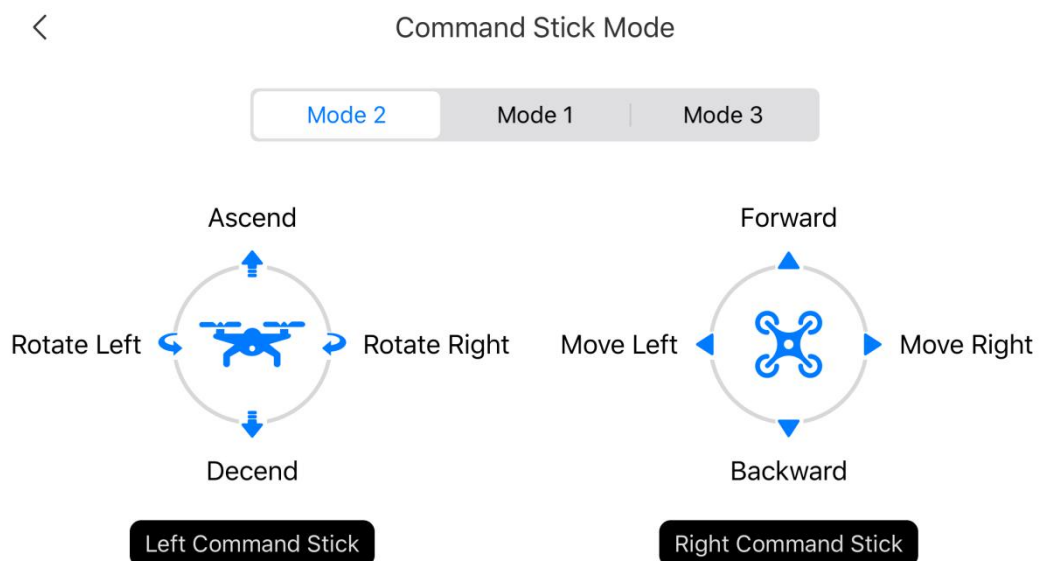 Command Stick Mode
Mode 2 Mode 1 Mode 3
Ascend
Rotate Left Rotate Right
Decend
Left Command Stick
Forward
Move Left Move Right
Backward
Right Command Stick